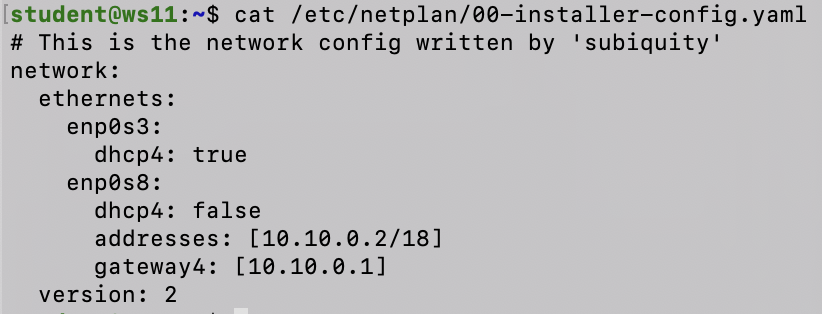 [student@ws11:~$ cat /etc/netplan/00-installer-config.yaml
# This is the network config written by 'subiquity'
network:
  ethernets:
    enp0s3:
      dhcp4: true
    enp0s8:
      dhcp4: false
      addresses: [10.10.0.2/18]
      gateway4: [10.10.0.1]
  version: 2